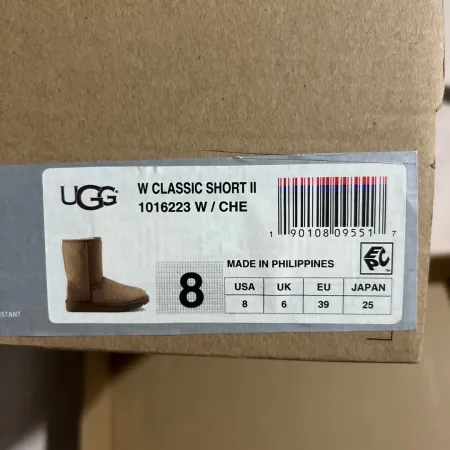 UGG®
W CLASSIC SHORT II
1016223 W / CHE
1 90108 09551 7
8
MADE IN PHILIPPINES
EPC™
USA UK EU JAPAN
8 6 39 25